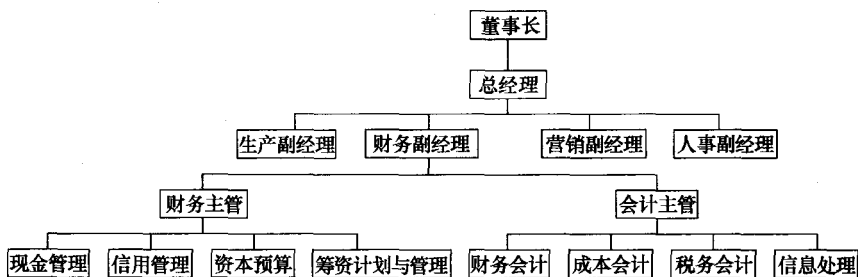 董事长
总经理
生产副经理 财务副经理 营销副经理 人事副经理
财务主管 会计主管
现金管理 信用管理 资本预算 筹资计划与管理 财务会计 成本会计 税务会计 信息处理